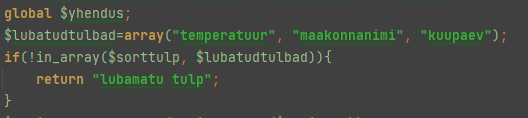 global $yhendus;
$lubatudtulbad=array("temperatuur", "maakonnanimi", "kuupaev");
if(!in_array($sorttulp, $lubatudtulbad)){
return "lubamatu tulp";
}